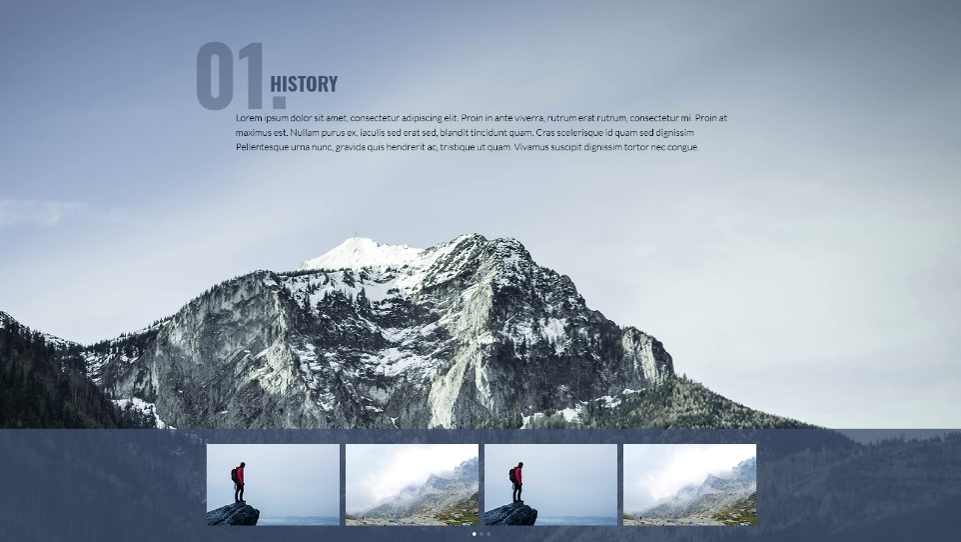 01. HISTORY
Lorem ipsum dolor sit amet, consectetur adipiscing elit. Proin in ante viverra, rutrum erat rutrum, consectetur mi. Proin at
maximus est. Nullam purus ex, iaculis sed erat sed, blandit tincidunt quam. Cras scelerisque id quam sed dignissim
Pellentesque urna nunc, gravida quis hendrerit ac, tristique ut quam. Vivamus suscipit dignissim tortor nec congue.